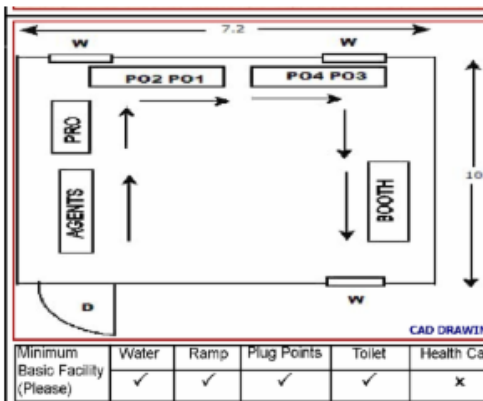 7.2
W W
PO2 PO1 PO4 PO3
PRO
10
AGENTS
BOOTH
D
W
CAD DRAWIN
Minimum Basic Facility (Please) Water Ramp Plug Points Toilet Health Ca
✓ ✓ ✓ ✓ x